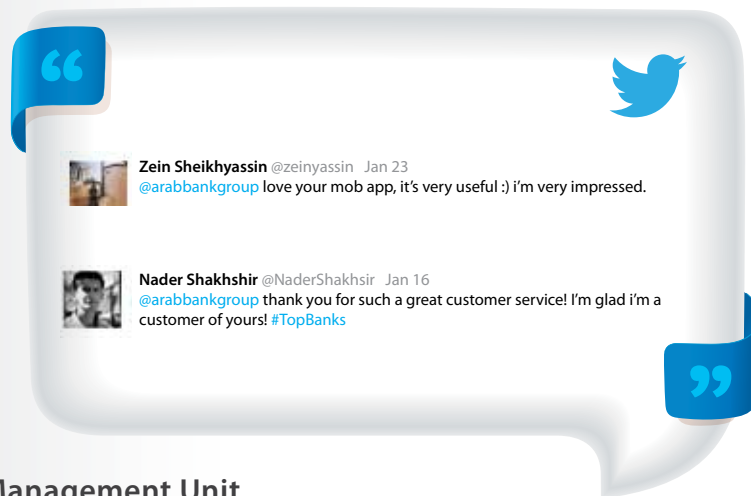 “
Zein Sheikhyassin @zeinyassin Jan 23
@arabbankgroup love your mob app, it’s very useful :) i’m very impressed.
Nader Shakhshir @NaderShakhsir Jan 16
@arabbankgroup thank you for such a great customer service! I’m glad i’m a
customer of yours! #TopBanks
”
Management Unit